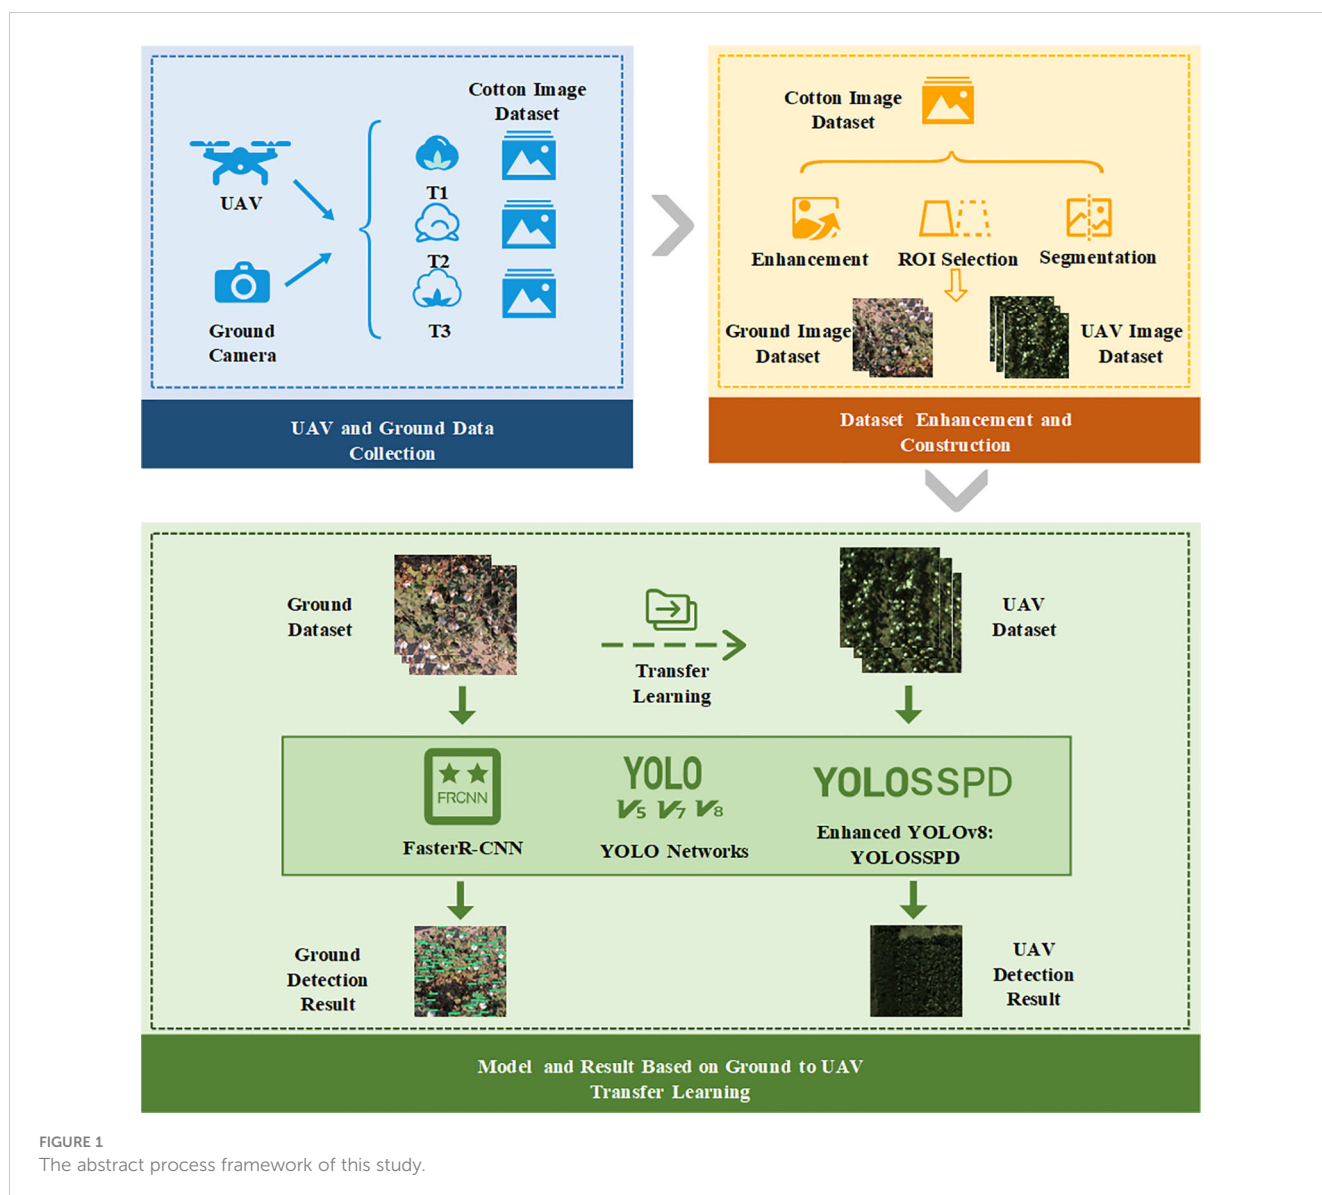 Cotton Image
Dataset
UAV
T1
T2
Ground
Camera
T3
UAV and Ground Data
Collection
Cotton Image
Dataset
Enhancement
ROI Selection
Segmentation
Ground Image
Dataset
UAV Image
Dataset
Dataset Enhancement and
Construction
Ground
Dataset
Transfer
Learning
UAV
Dataset
FRCNN
FasterR-CNN
YOLO
V5 V7 V8
YOLO Networks
YOLOSSPD
Enhanced YOLOv8:
YOLOSSPD
Ground
Detection
Result
UAV
Detection
Result
Model and Result Based on Ground to UAV
Transfer Learning
FIGURE 1
The abstract process framework of this study.